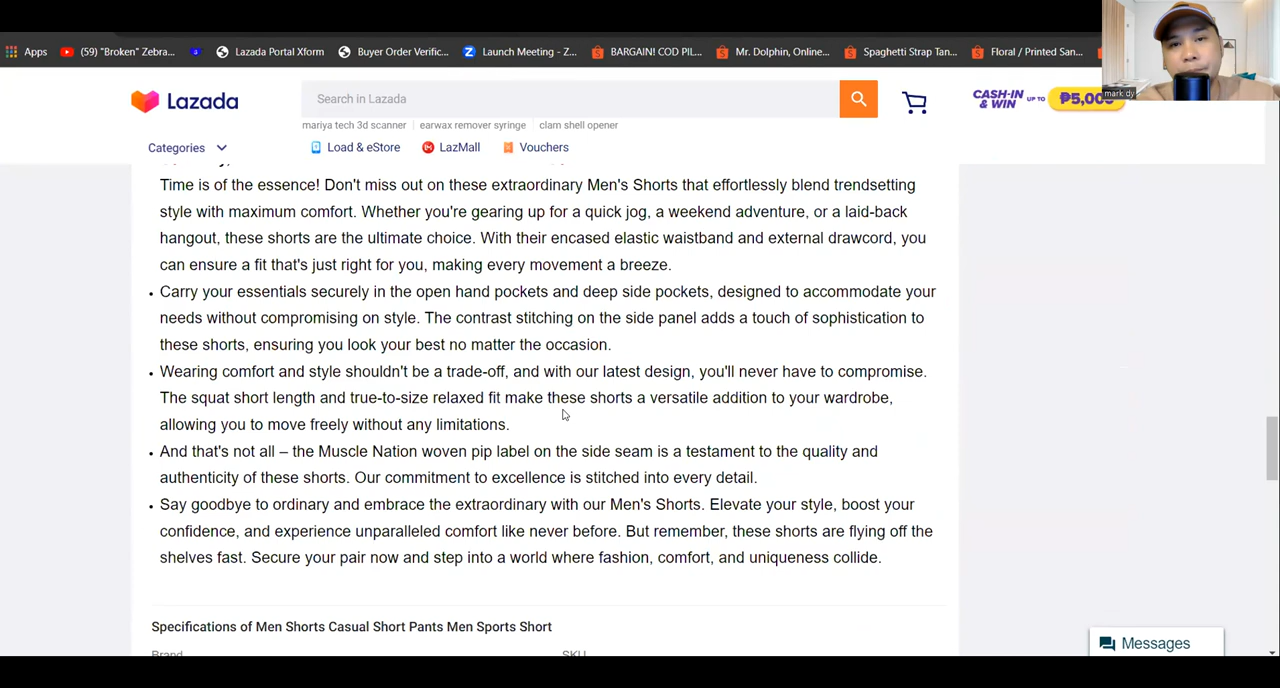 Apps
(59) "Broken" Zebra...
Lazada Portal Xform
Buyer Order Verific...
Launch Meeting - Z...
BARGAIN! COD PIL...
Mr. Dolphin, Online...
Spaghetti Strap Tan...
Floral / Printed San...
mark dy
Lazada
Search in Lazada
CASH-IN & WIN UP TO ₱5,000
mariya tech 3d scanner
earwax remover syringe
clam shell opener
Categories
Load & eStore
LazMall
Vouchers
Time is of the essence! Don't miss out on these extraordinary Men's Shorts that effortlessly blend trendsetting
style with maximum comfort. Whether you're gearing up for a quick jog, a weekend adventure, or a laid-back
hangout, these shorts are the ultimate choice. With their encased elastic waistband and external drawcord, you
can ensure a fit that's just right for you, making every movement a breeze.
• Carry your essentials securely in the open hand pockets and deep side pockets, designed to accommodate your
needs without compromising on style. The contrast stitching on the side panel adds a touch of sophistication to
these shorts, ensuring you look your best no matter the occasion.
• Wearing comfort and style shouldn't be a trade-off, and with our latest design, you'll never have to compromise.
The squat short length and true-to-size relaxed fit make these shorts a versatile addition to your wardrobe,
allowing you to move freely without any limitations.
• And that's not all – the Muscle Nation woven pip label on the side seam is a testament to the quality and
authenticity of these shorts. Our commitment to excellence is stitched into every detail.
• Say goodbye to ordinary and embrace the extraordinary with our Men's Shorts. Elevate your style, boost your
confidence, and experience unparalleled comfort like never before. But remember, these shorts are flying off the
shelves fast. Secure your pair now and step into a world where fashion, comfort, and uniqueness collide.
Specifications of Men Shorts Casual Short Pants Men Sports Short
Brand
SKU
Messages